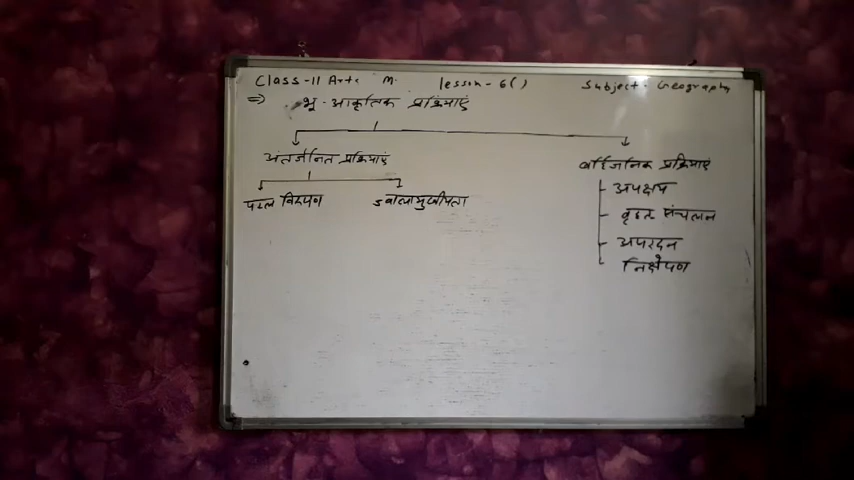 Class-11 Arts M. lesson-6() Subject- Geography
⇒ भू-आकृतिक प्रक्रियाएं
अंतर्जनित प्रक्रियाएं बर्हिजनिक प्रक्रियाएं
अपक्षय
पटल विरूपण ज्वालामुखीयता
वृहत संचलन
अपरदन
निक्षेपण